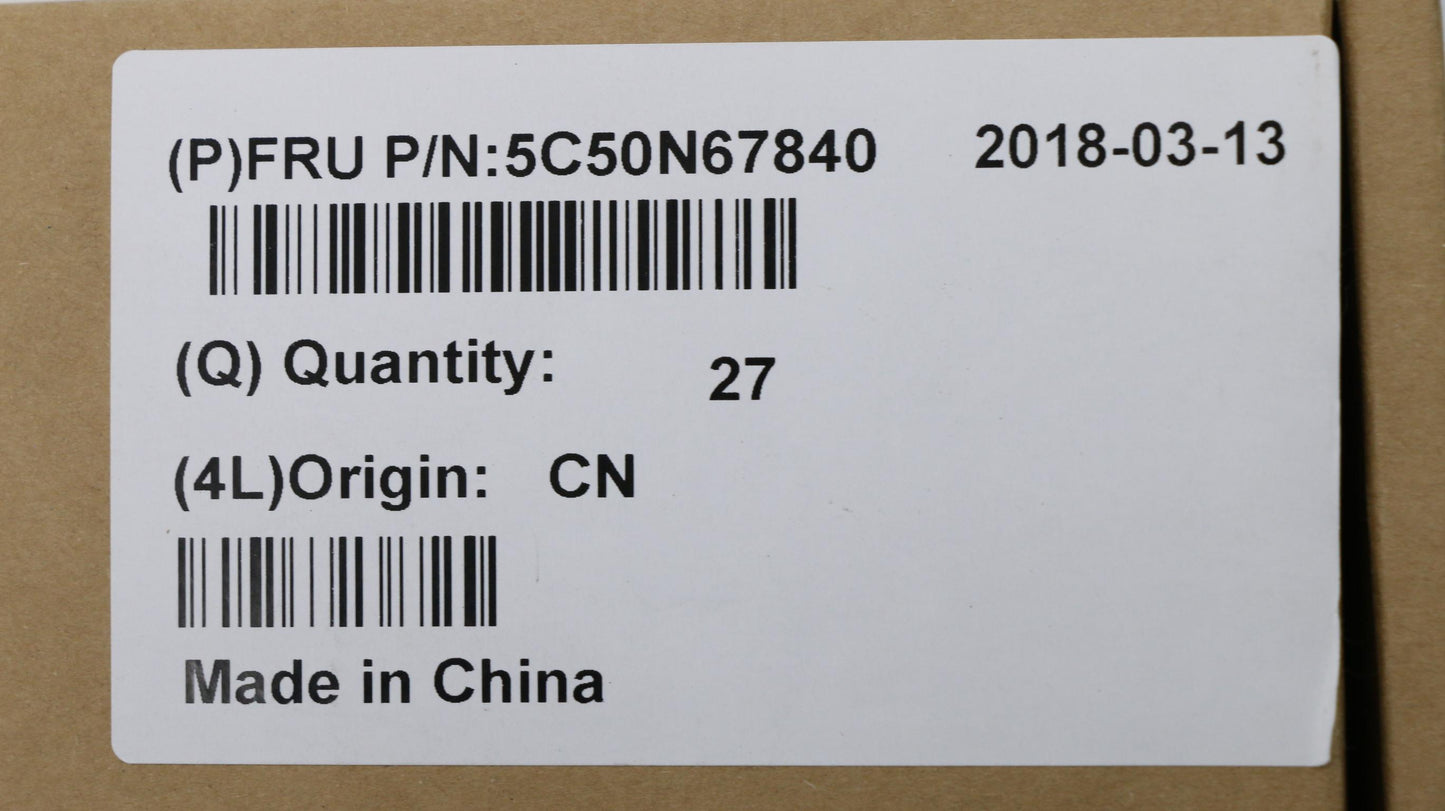 (P)FRU P/N:5C50N67840 2018-03-13
(Q) Quantity: 27
(4L)Origin: CN
Made in China